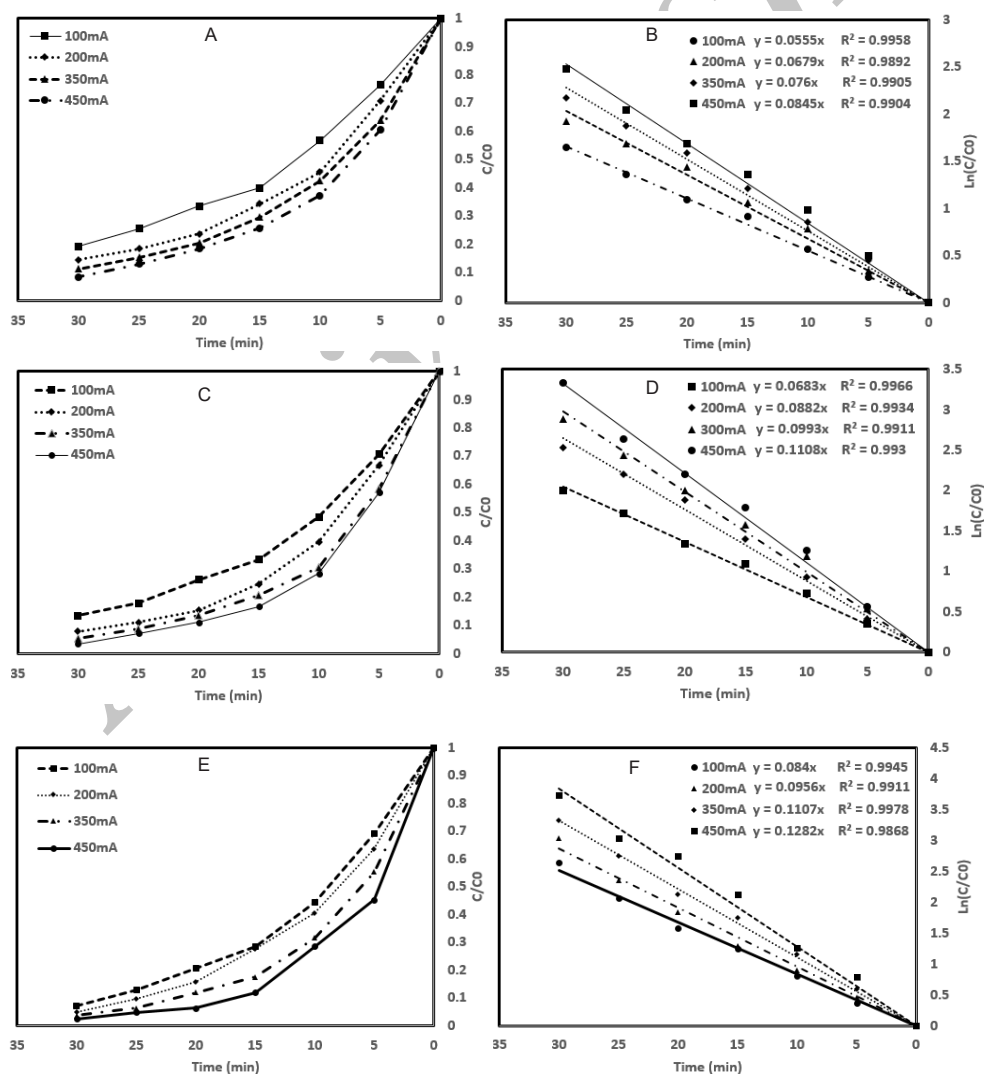 A
100mA
200mA
350mA
450mA
1
0.9
0.8
0.7
0.6
0.5
0.4
0.3
0.2
0.1
0
C/C0
35 30 25 20 15 10 5 0
Time (min)
B
100mA y = 0.0555x R² = 0.9958
200mA y = 0.0679x R² = 0.9892
350mA y = 0.076x R² = 0.9905
450mA y = 0.0845x R² = 0.9904
3
2.5
2
1.5
1
0.5
0
Ln(C/C0)
35 30 25 20 15 10 5 0
Time (min)
C
100mA
200mA
350mA
450mA
1
0.9
0.8
0.7
0.6
0.5
0.4
0.3
0.2
0.1
0
C/C0
35 30 25 20 15 10 5 0
Time (min)
D
100mA y = 0.0683x R² = 0.9966
200mA y = 0.0882x R² = 0.9934
300mA y = 0.0993x R² = 0.9911
450mA y = 0.1108x R² = 0.993
3.5
3
2.5
2
1.5
1
0.5
0
Ln(C/C0)
35 30 25 20 15 10 5 0
Time (min)
E
100mA
200mA
350mA
450mA
1
0.9
0.8
0.7
0.6
0.5
0.4
0.3
0.2
0.1
0
C/C0
35 30 25 20 15 10 5 0
Time (min)
F
100mA y = 0.084x R² = 0.9945
200mA y = 0.0956x R² = 0.9911
350mA y = 0.1107x R² = 0.9978
450mA y = 0.1282x R² = 0.9868
4.5
4
3.5
3
2.5
2
1.5
1
0.5
0
Ln(C/C0)
35 30 25 20 15 10 5 0
Time (min)